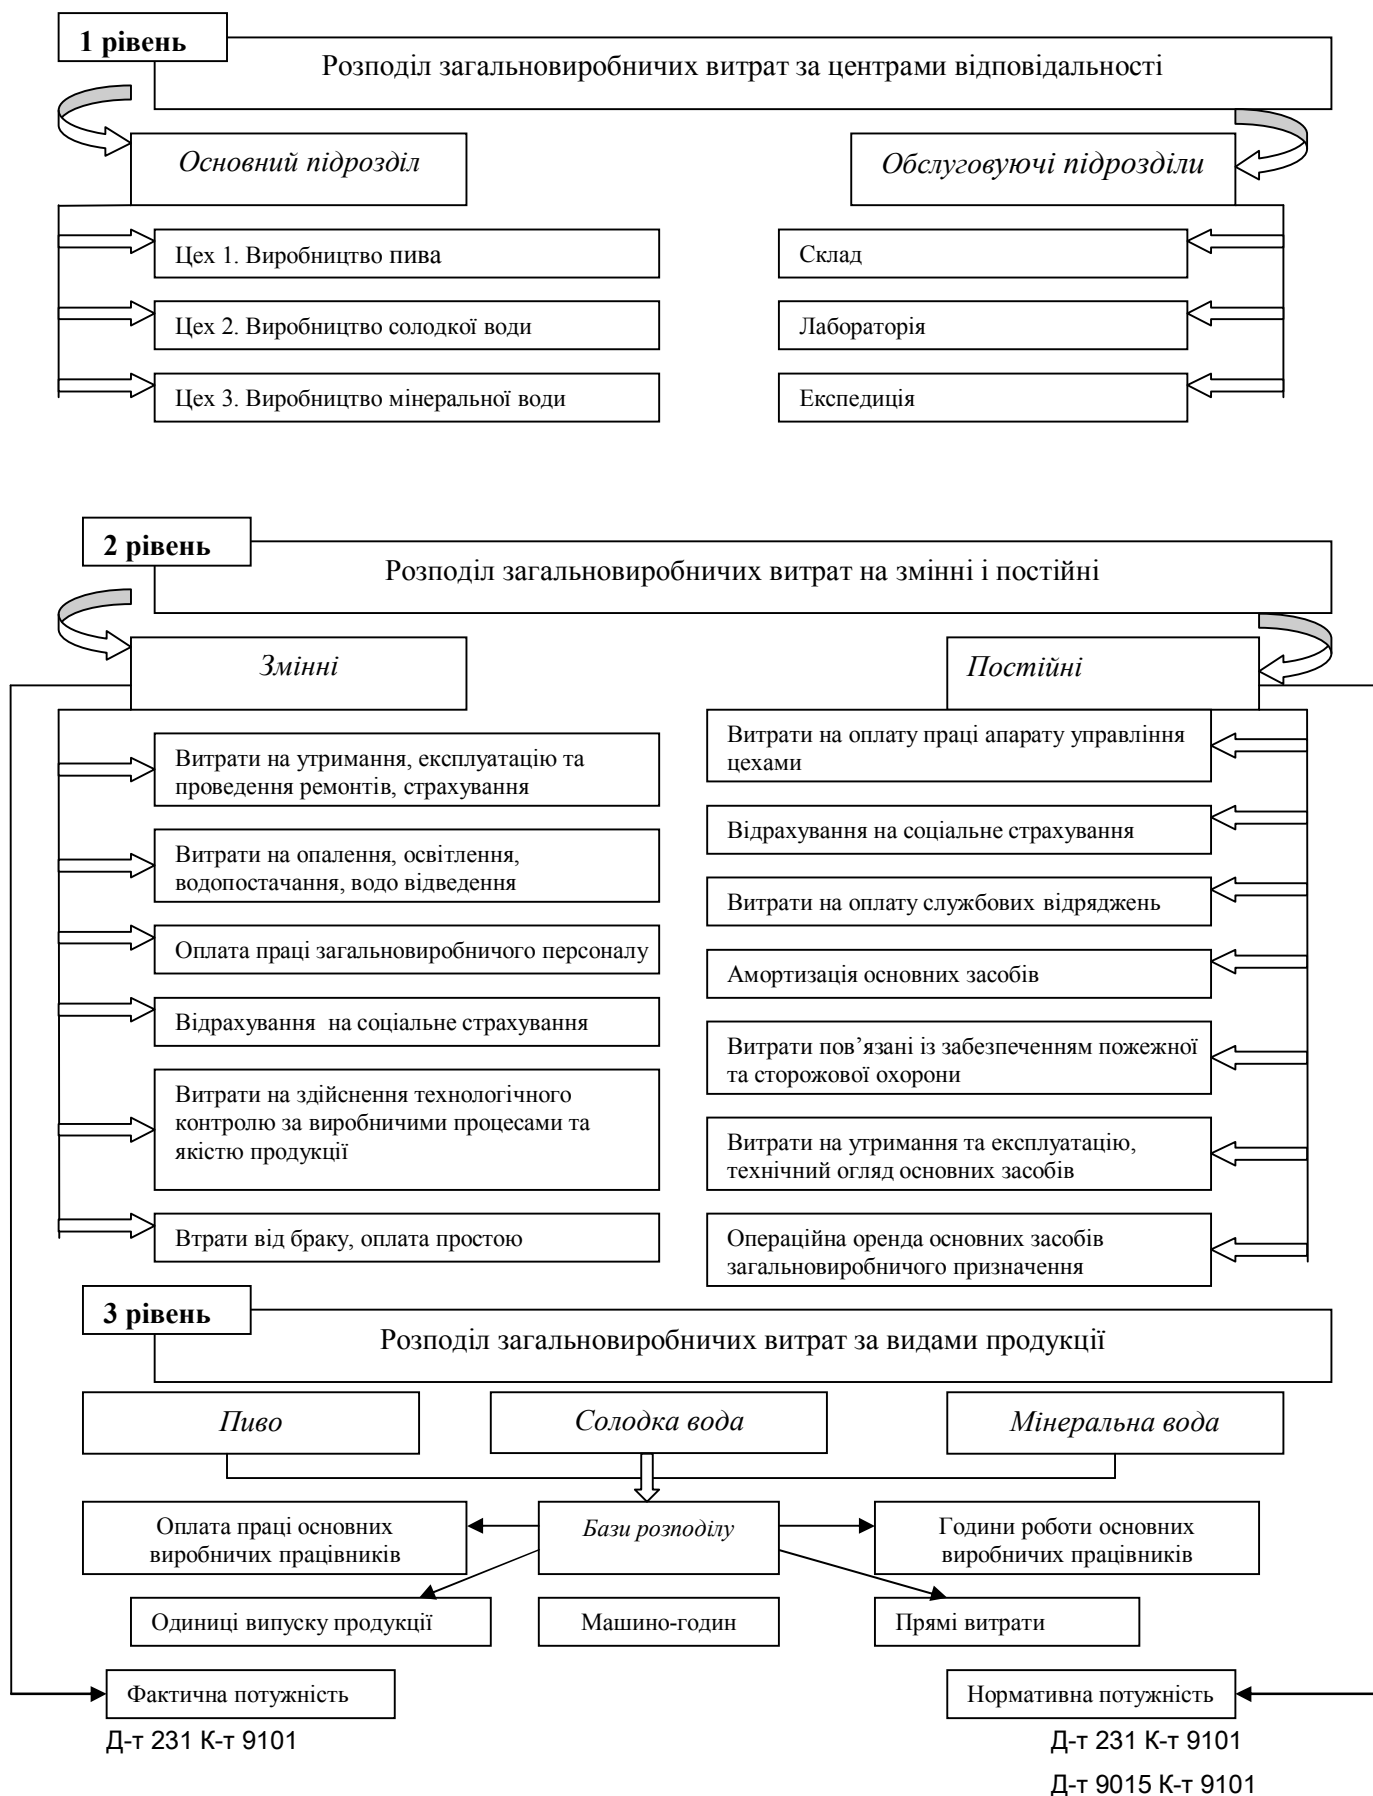 1 рівень
Розподіл загальновиробничих витрат за центрами відповідальності
Основний підрозділ
Обслуговуючі підрозділи
Цех 1. Виробництво пива
Склад
Цех 2. Виробництво солодкої води
Лабораторія
Цех 3. Виробництво мінеральної води
Експедиція
2 рівень
Розподіл загальновиробничих витрат на змінні і постійні
Змінні
Постійні
Витрати на утримання, експлуатацію та
проведення ремонтів, страхування
Витрати на опалення, освітлення,
водопостачання, водо відведення
Оплата праці загальновиробничого персоналу
Відрахування  на соціальне страхування
Витрати на здійснення технологічного
контролю за виробничими процесами та
якістю продукції
Втрати від браку, оплата простою
Витрати на оплату праці апарату управління
цехами
Відрахування на соціальне страхування
Витрати на оплату службових відряджень
Амортизація основних засобів
Витрати пов’язані із забезпеченням пожежної
та сторожової охорони
Витрати на утримання та експлуатацію,
технічний огляд основних засобів
Операційна оренда основних засобів
загальновиробничого призначення
3 рівень
Розподіл загальновиробничих витрат за видами продукції
Пиво
Солодка вода
Мінеральна вода
Оплата праці основних
виробничих працівників
Бази розподілу
Години роботи основних
виробничих працівників
Одиниці випуску продукції
Машино-годин
Прямі витрати
Фактична потужність
Нормативна потужність
Д-т 231 К-т 9101
Д-т 231 К-т 9101
Д-т 9015 К-т 9101